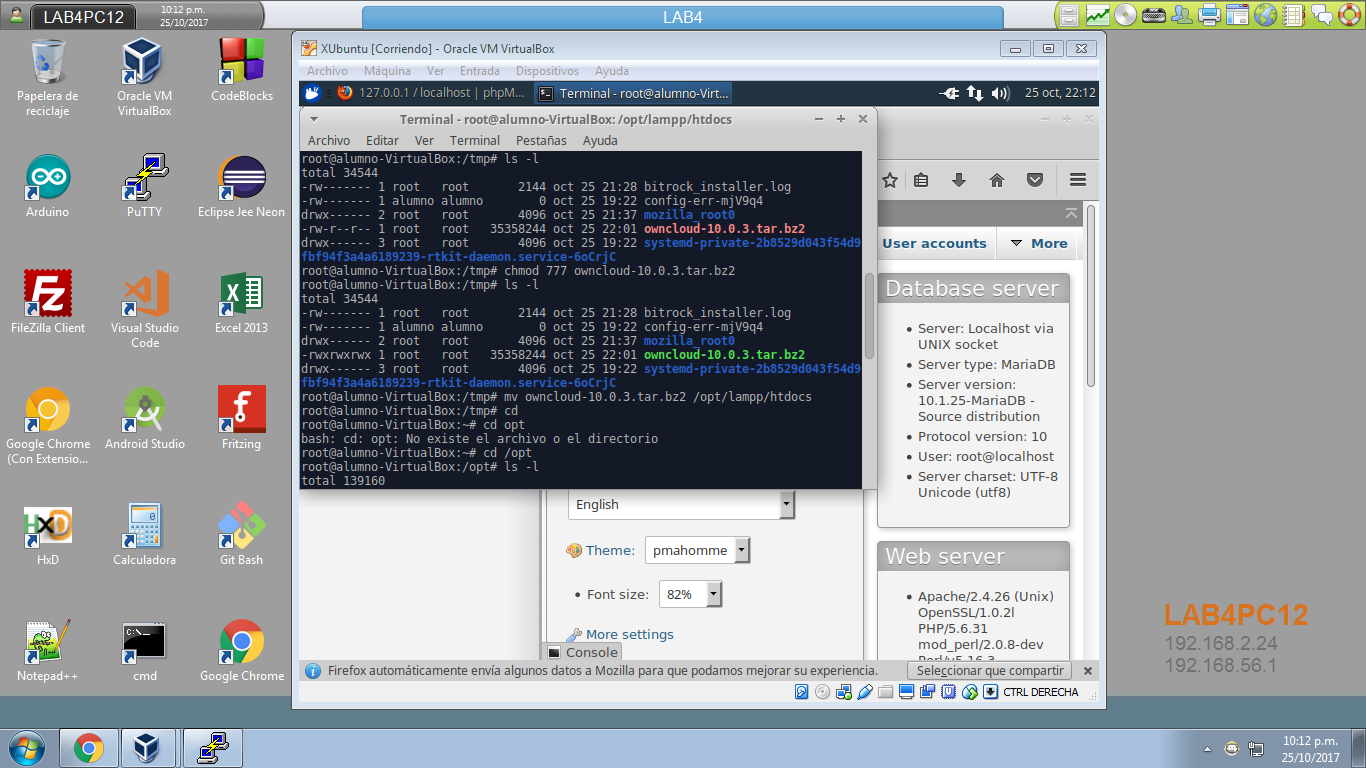 LAB4PC12
10:12 p.m.
25/10/2017
LAB4
Papelera de
reciclaje
Oracle VM
VirtualBox
CodeBlocks
Arduino
PuTTY
Eclipse Jee Neon
FileZilla Client
Visual Studio
Code
Excel 2013
Google Chrome
(Con Extensio...
Android Studio
Fritzing
HxD
Calculadora
Git Bash
Notepad++
cmd
Google Chrome
XUbuntu [Corriendo] - Oracle VM VirtualBox
Archivo Máquina Ver Entrada Dispositivos Ayuda
127.0.0.1 / localhost | phpM...
Terminal - root@alumno-Virt...
25 oct, 22:12
Terminal - root@alumno-VirtualBox: /opt/lampp/htdocs
Archivo Editar Ver Terminal Pestañas Ayuda
root@alumno-VirtualBox:/tmp# ls -l
total 34544
-rw------- 1 root   root       2144 oct 25 21:28 bitrock_installer.log
-rw------- 1 alumno alumno        0 oct 25 19:22 config-err-mjV9q4
drwx------ 2 root   root       4096 oct 25 21:37 mozilla_root0
-rw-r--r-- 1 root   root   35358244 oct 25 22:01 owncloud-10.0.3.tar.bz2
drwx------ 3 root   root       4096 oct 25 19:22 systemd-private-2b8529d043f54d9
fbf94f3a4a6189239-rtkit-daemon.service-6oCrjC
root@alumno-VirtualBox:/tmp# chmod 777 owncloud-10.0.3.tar.bz2
root@alumno-VirtualBox:/tmp# ls -l
total 34544
-rw------- 1 root   root       2144 oct 25 21:28 bitrock_installer.log
-rw------- 1 alumno alumno        0 oct 25 19:22 config-err-mjV9q4
drwx------ 2 root   root       4096 oct 25 21:37 mozilla_root0
-rwxrwxrwx 1 root   root   35358244 oct 25 22:01 owncloud-10.0.3.tar.bz2
drwx------ 3 root   root       4096 oct 25 19:22 systemd-private-2b8529d043f54d9
fbf94f3a4a6189239-rtkit-daemon.service-6oCrjC
root@alumno-VirtualBox:/tmp# mv owncloud-10.0.3.tar.bz2 /opt/lampp/htdocs
root@alumno-VirtualBox:/tmp# cd
root@alumno-VirtualBox:~# cd opt
bash: cd: opt: No existe el archivo o el directorio
root@alumno-VirtualBox:~# cd /opt
root@alumno-VirtualBox:/opt# ls -l
total 139160
User accounts
More
Database server
Server: Localhost via
UNIX socket
Server type: MariaDB
Server version:
10.1.25-MariaDB -
Source distribution
Protocol version: 10
User: root@localhost
Server charset: UTF-8
Unicode (utf8)
Web server
Apache/2.4.26 (Unix)
OpenSSL/1.0.2l
PHP/5.6.31
mod_perl/2.0.8-dev
Perl/v5.16.3
English
Theme: pmahomme
Font size: 82%
More settings
Console
Firefox automáticamente envía algunos datos a Mozilla para que podamos mejorar su experiencia.
Seleccionar que compartir
CTRL DERECHA
LAB4PC12
192.168.2.24
192.168.56.1
10:12 p.m.
25/10/2017